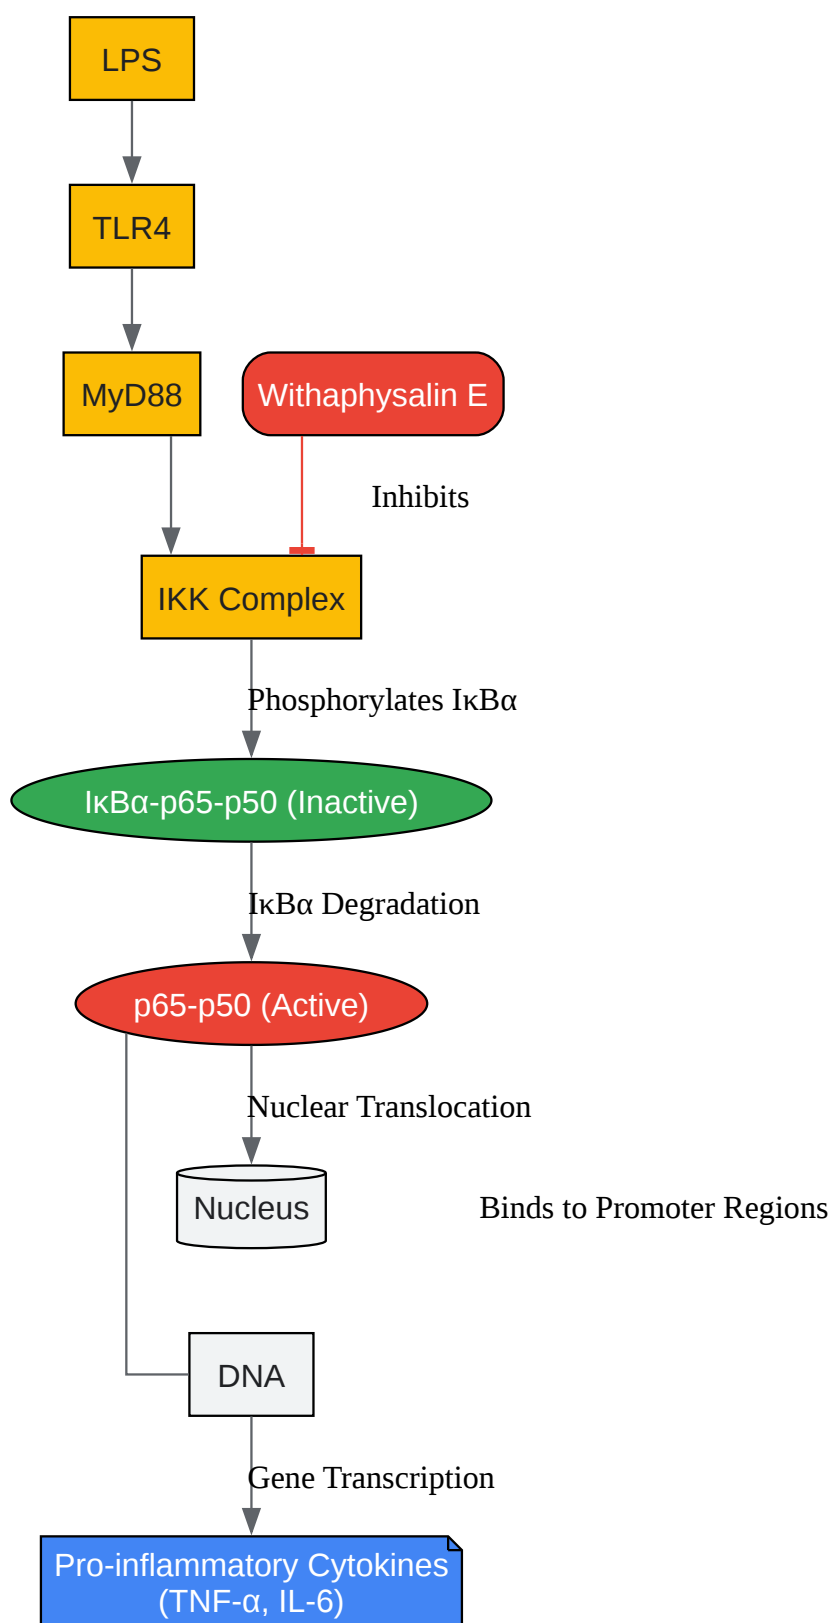 LPS
TLR4
MyD88
Withaphysalin E
Inhibits
IKK Complex
Phosphorylates IκBα
IκBα-p65-p50 (Inactive)
IκBα Degradation
p65-p50 (Active)
Nuclear Translocation
Nucleus
Binds to Promoter Regions
DNA
Gene Transcription
Pro-inflammatory Cytokines
(TNF-α, IL-6)